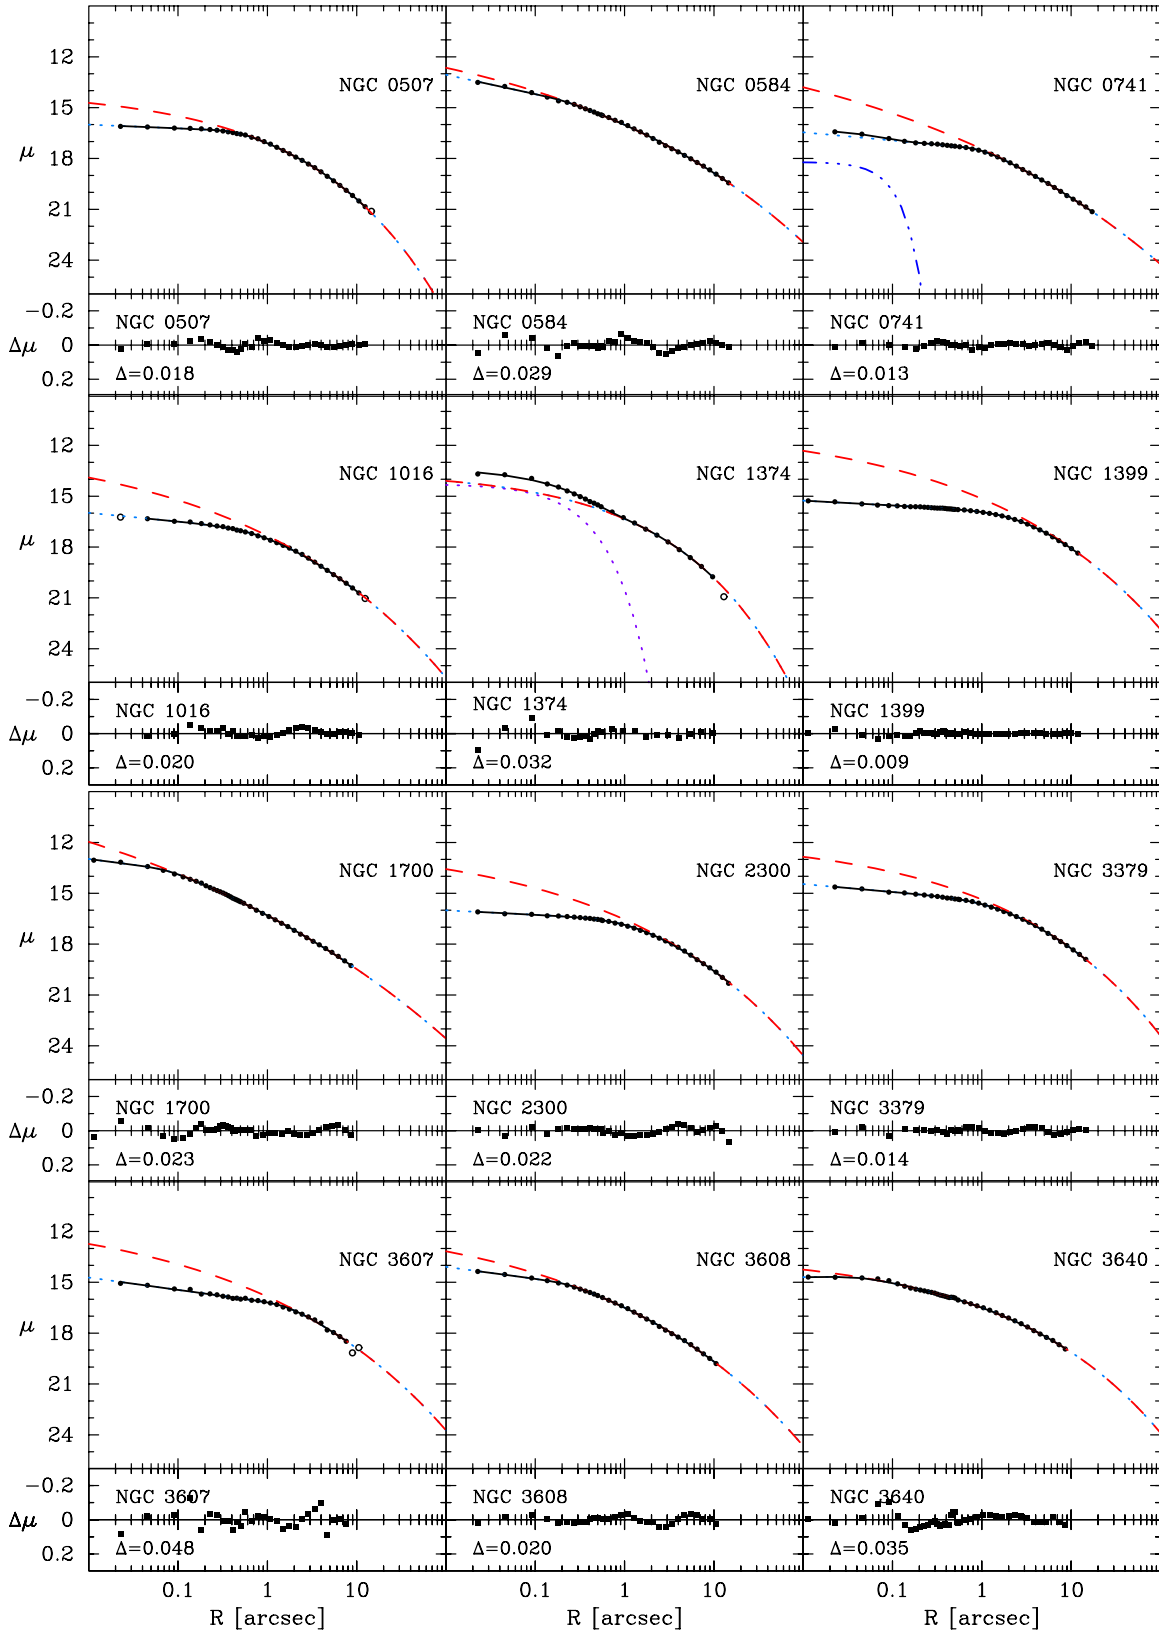 12
15
18
21
24
μ
NGC 0507
NGC 0584
NGC 0741
−0.2
0
0.2
Δμ
NGC 0507
Δ=0.018
NGC 0584
Δ=0.029
NGC 0741
Δ=0.013
12
15
18
21
24
μ
NGC 1016
NGC 1374
NGC 1399
−0.2
0
0.2
Δμ
NGC 1016
Δ=0.020
NGC 1374
Δ=0.032
NGC 1399
Δ=0.009
12
15
18
21
24
μ
NGC 1700
NGC 2300
NGC 3379
−0.2
0
0.2
Δμ
NGC 1700
Δ=0.023
NGC 2300
Δ=0.022
NGC 3379
Δ=0.014
12
15
18
21
24
μ
NGC 3607
NGC 3608
NGC 3640
−0.2
0
0.2
Δμ
NGC 3607
Δ=0.048
NGC 3608
Δ=0.020
NGC 3640
Δ=0.035
0.1 1 10
0.1 1 10
0.1 1 10
R [arcsec]
R [arcsec]
R [arcsec]